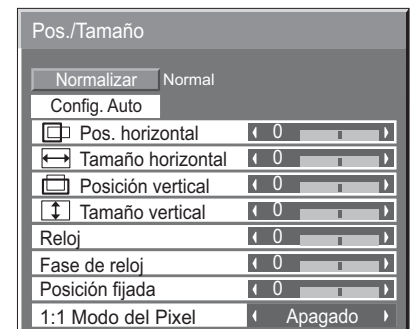 Pos./Tamaño
Normalizar Normal
Config. Auto
Pos. horizontal 0
Tamaño horizontal 0
Posición vertical 0
Tamaño vertical 0
Reloj 0
Fase de reloj 0
Posición fijada 0
1:1 Modo del Pixel Apagado